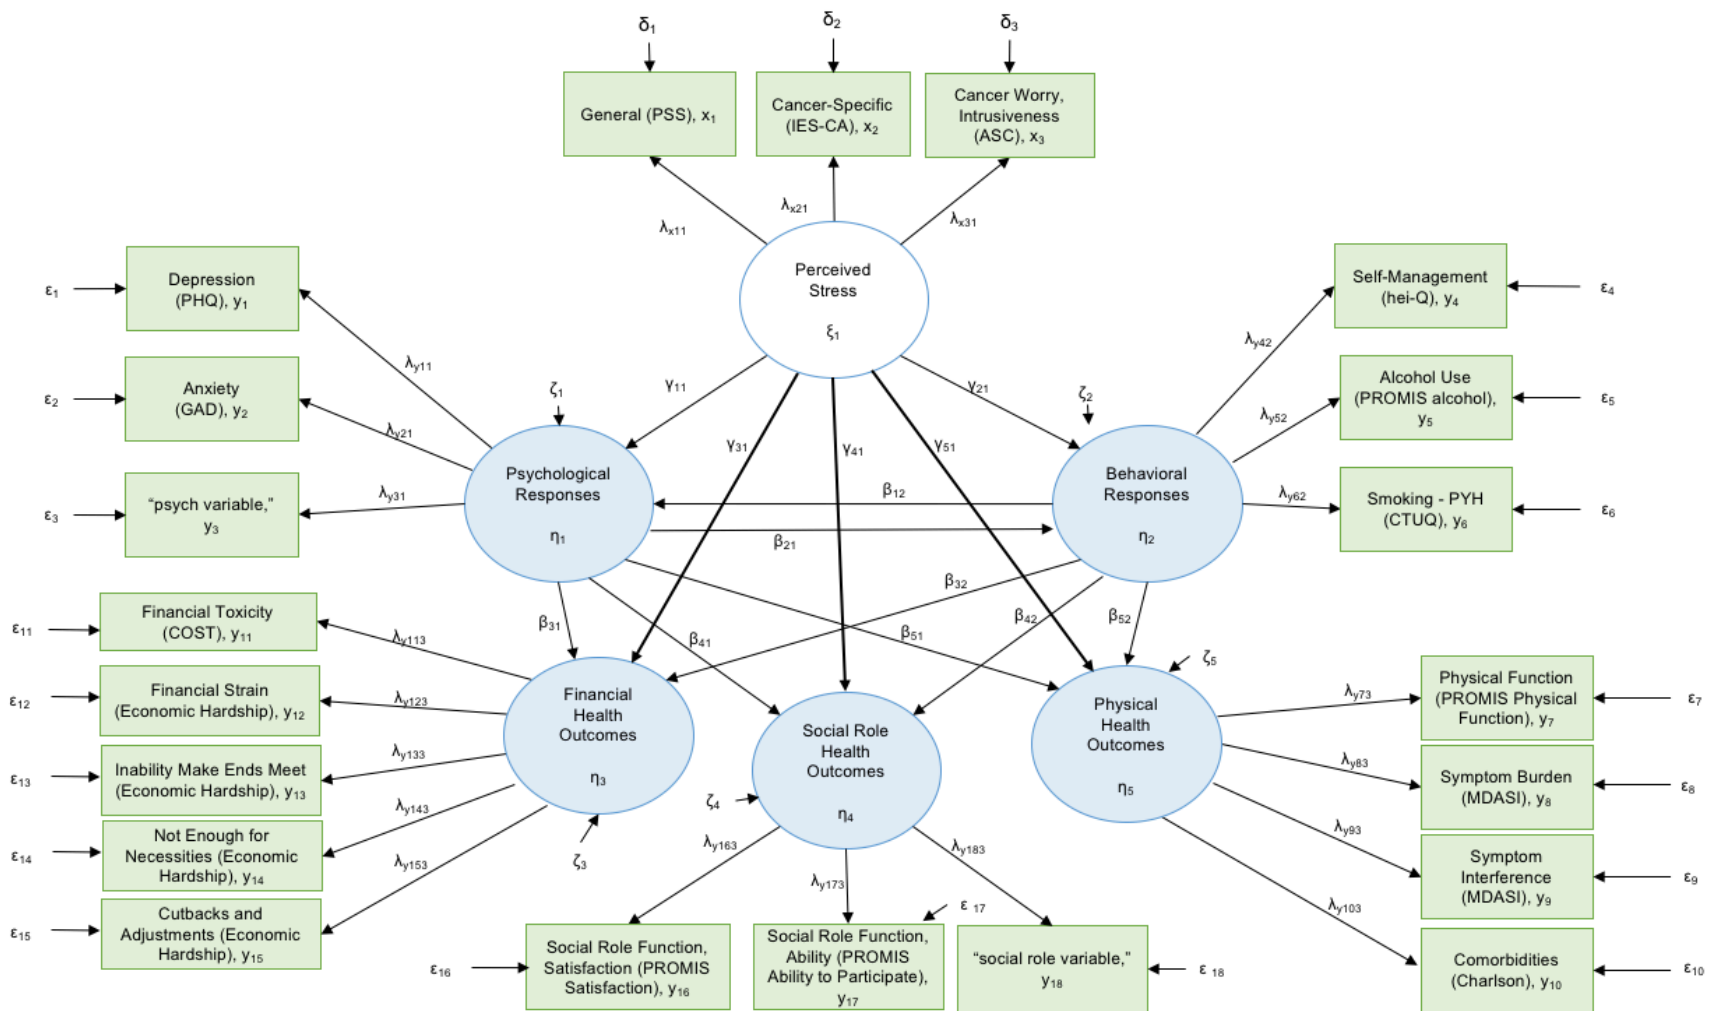 δ₁
δ₂
δ₃
General (PSS), x₁
Cancer-Specific
(IES-CA), x₂
Cancer Worry,
Intrusiveness
(ASC), x₃
λₓ₁₁
λₓ₂₁
λₓ₃₁
Perceived
Stress
ξ₁
ε₁
Depression
(PHQ), y₁
λy₁₁
ε₂
Anxiety
(GAD), y₂
λy₂₁
ε₃
“psych variable,”
y₃
λy₃₁
Self-Management
(hei-Q), y₄
ε₄
λy₄₂
Alcohol Use
(PROMIS alcohol),
y₅
ε₅
λy₅₂
Smoking - PYH
(CTUQ), y₆
ε₆
λy₆₂
γ₁₁
γ₂₁
γ₃₁
γ₄₁
γ₅₁
ζ₁
Psychological
Responses
η₁
ζ₂
Behavioral
Responses
η₂
β₁₂
β₂₁
β₃₁
β₄₁
β₅₁
β₃₂
β₄₂
β₅₂
ε₁₁
Financial Toxicity
(COST), y₁₁
λy₁₁₃
ε₁₂
Financial Strain
(Economic Hardship), y₁₂
λy₁₂₃
ε₁₃
Inability Make Ends Meet
(Economic Hardship), y₁₃
λy₁₃₃
ε₁₄
Not Enough for
Necessities (Economic
Hardship), y₁₄
λy₁₄₃
ε₁₅
Cutbacks and
Adjustments (Economic
Hardship), y₁₅
λy₁₅₃
Financial
Health
Outcomes
η₃
ζ₃
Social Role
Health
Outcomes
η₄
ζ₄
Physical
Health
Outcomes
η₅
ζ₅
λy₇₃
Physical Function
(PROMIS Physical
Function), y₇
ε₇
λy₈₃
Symptom Burden
(MDASI), y₈
ε₈
λy₉₃
Symptom
Interference
(MDASI), y₉
ε₉
λy₁₀₃
Comorbidities
(Charlson), y₁₀
ε₁₀
λy₁₆₃
λy₁₇₃
λy₁₈₃
ε₁₆
Social Role Function,
Satisfaction (PROMIS
Satisfaction), y₁₆
ε ₁₇
Social Role Function,
Ability (PROMIS
Ability to Participate),
y₁₇
“social role variable,”
y₁₈
ε ₁₈